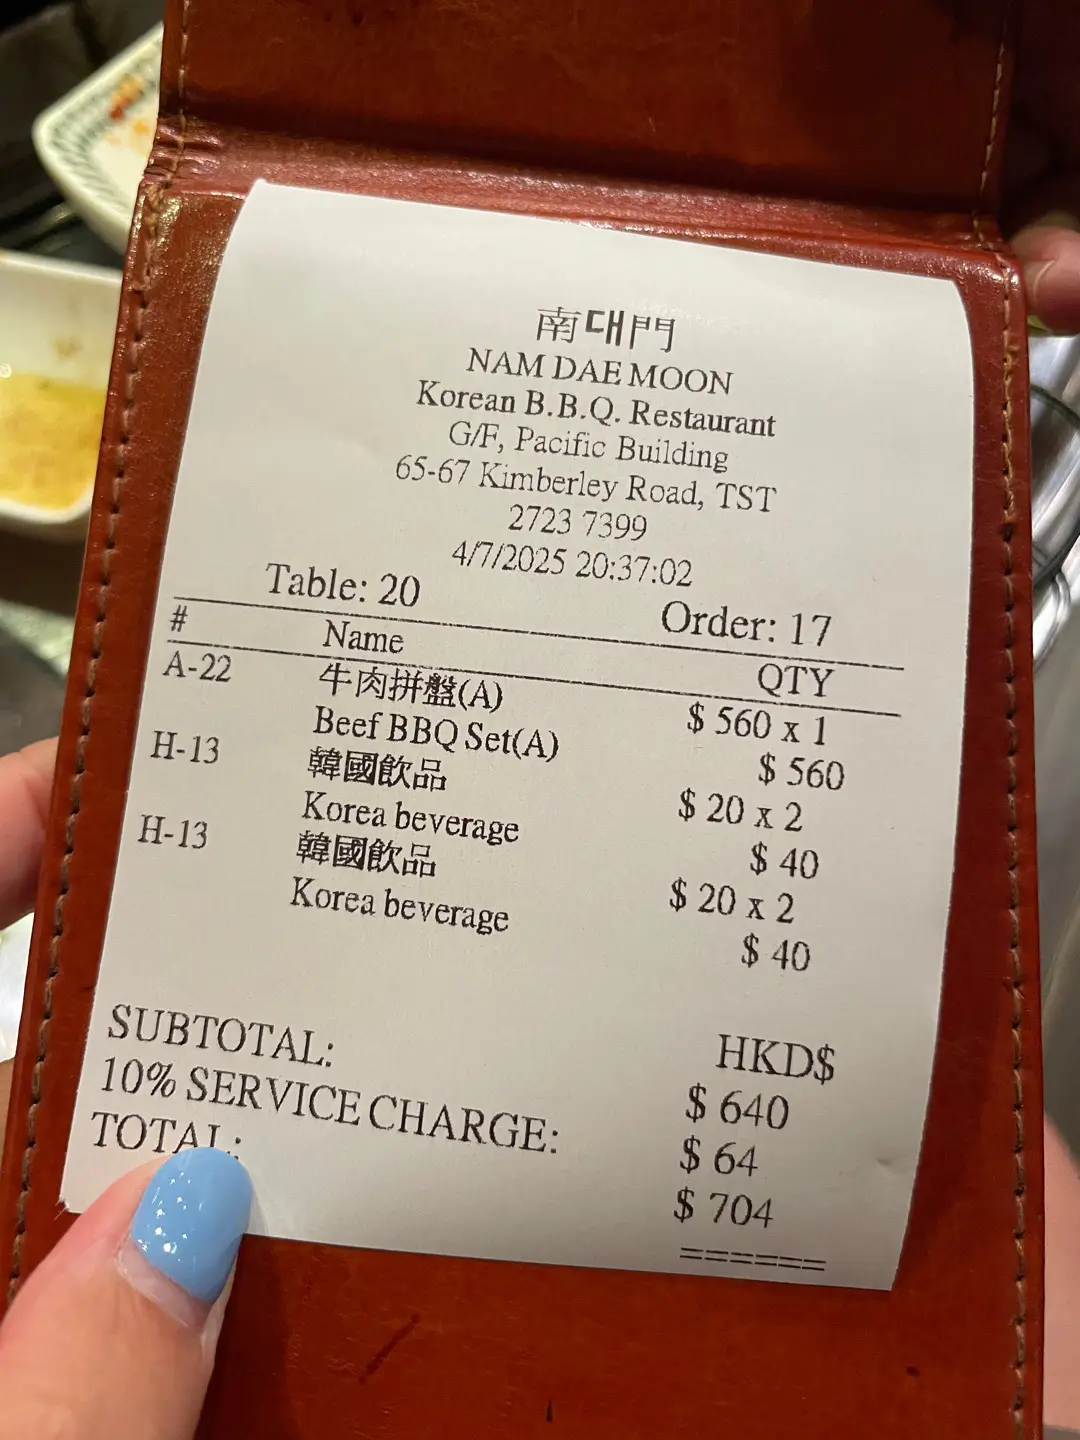 南대門
NAM DAE MOON
Korean B.B.Q. Restaurant
G/F, Pacific Building
65-67 Kimberley Road, TST
2723 7399
4/7/2025 20:37:02
Table: 20 Order: 17
# Name QTY
A-22 牛肉拼盤(A) $ 560 x 1
Beef BBQ Set(A) $ 560
H-13 韓國飲品 $ 20 x 2
Korea beverage $ 40
H-13 韓國飲品 $ 20 x 2
Korea beverage $ 40
HKD$
SUBTOTAL: $ 640
10% SERVICE CHARGE: $ 64
TOTAL: $ 704
======